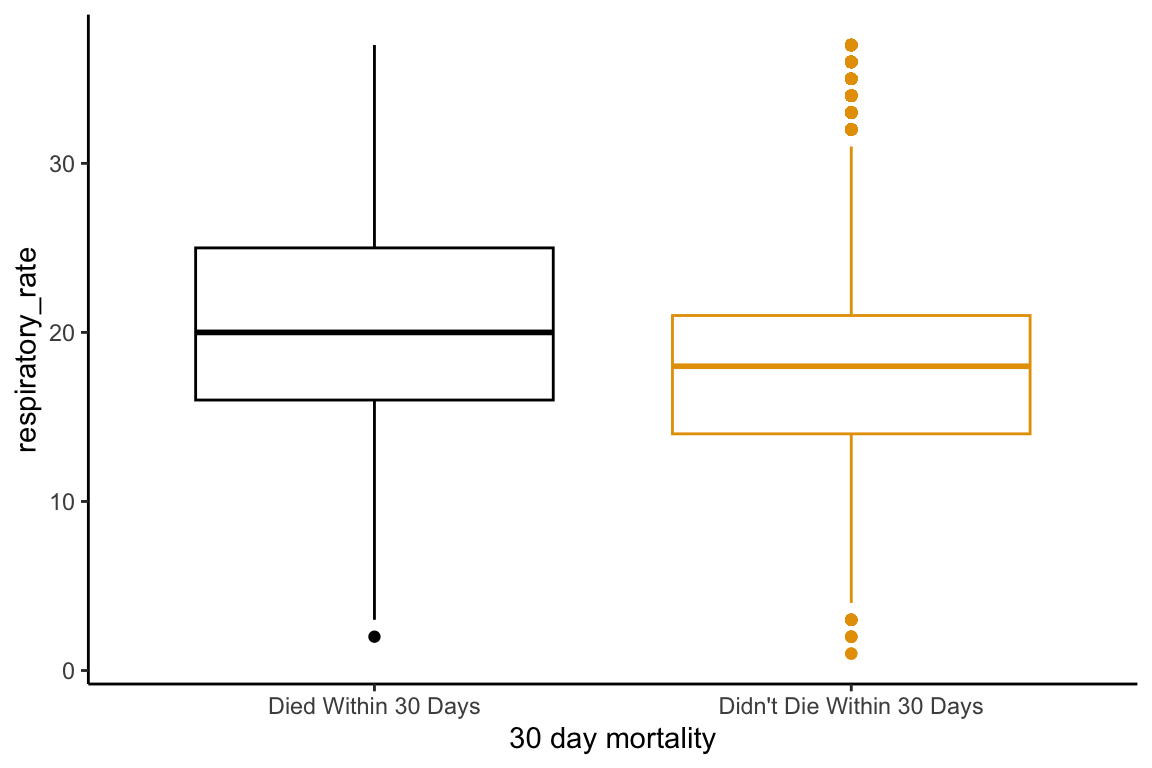 respiratory_rate
30
20
10
0
Died Within 30 Days
Didn't Die Within 30 Days
30 day mortality